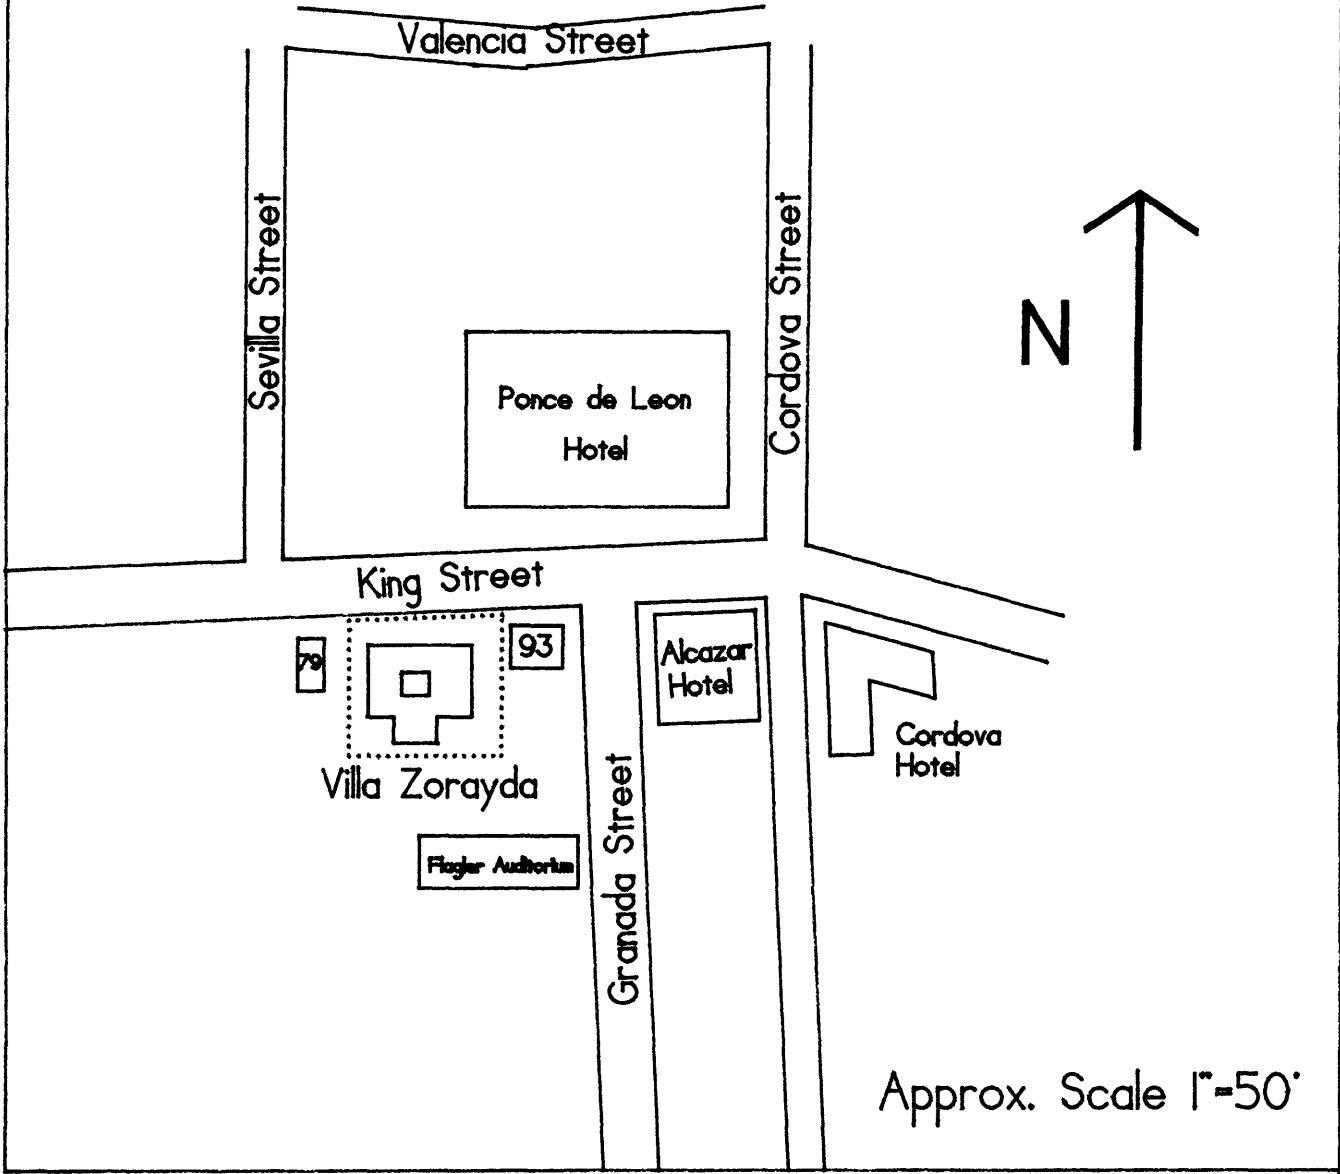 Valencia Street
Sevilla Street
Cordova Street
N
Ponce de Leon
Hotel
King Street
79
93
Alcazar
Hotel
Cordova
Hotel
Villa Zorayda
Flagler Auditorium
Granada Street
Approx. Scale 1"=50'